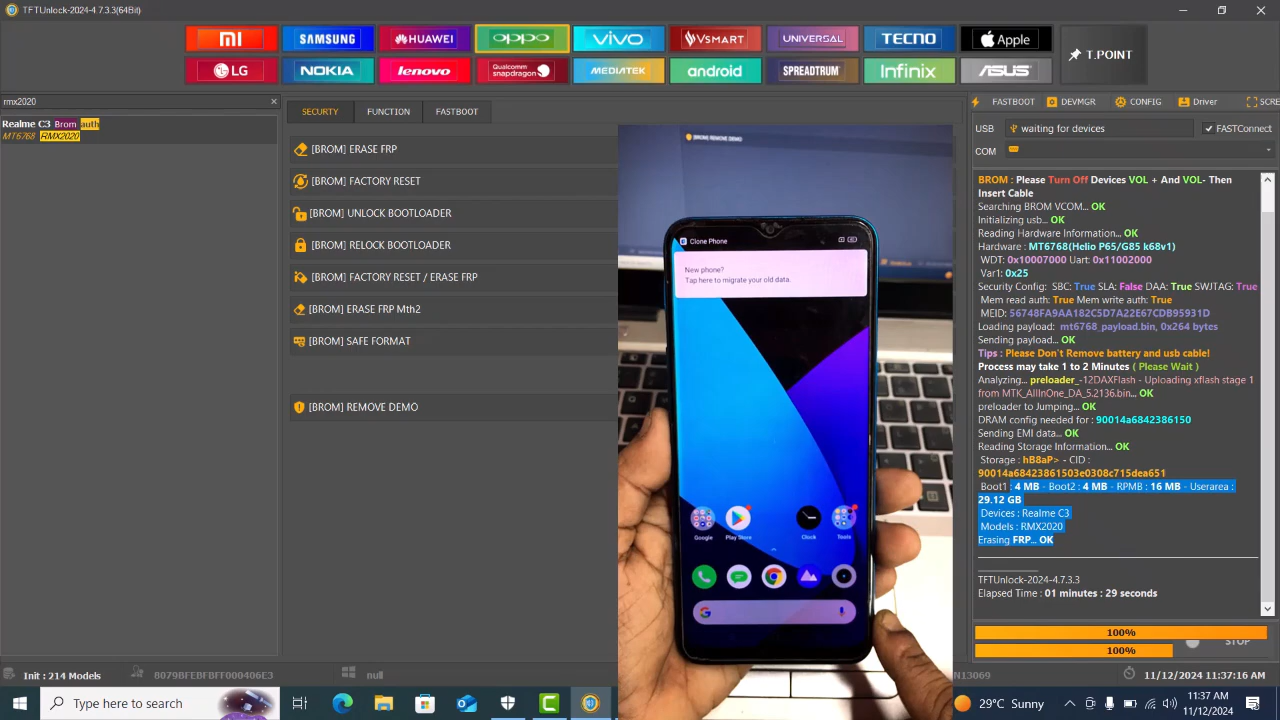 TFTUnlock-2024-4.7.3.3(64Bit)
MI
SAMSUNG
HUAWEI
oppo
vivo
VSMART
UNIVERSAL
TECNO
Apple
T.POINT
LG
NOKIA
lenovo
Qualcomm snapdragon
MEDIATEK
android
SPREADTRUM
Infinix
ASUS
rmx2020
Realme C3 Brom auth
MT6768 RMX2020
SECURTY
FUNCTION
FASTBOOT
[BROM] ERASE FRP
[BROM] FACTORY RESET
[BROM] UNLOCK BOOTLOADER
[BROM] RELOCK BOOTLOADER
[BROM] FACTORY RESET / ERASE FRP
[BROM] ERASE FRP Mth2
[BROM] SAFE FORMAT
[BROM] REMOVE DEMO
[BROM] REMOVE DEMO
Clone Phone
New phone?
Tap here to migrate your old data.
Google
Play Store
Clock
Tools
FASTBOOT
DEVMGR
CONFIG
Driver
SCRE
USB
waiting for devices
FASTConnect
COM
BROM : Please Turn Off Devices VOL + And VOL- Then
Insert Cable
Searching BROM VCOM... OK
Initializing usb... OK
Reading Hardware Information... OK
Hardware : MT6768(Helio P65/G85 k68v1)
WDT: 0x10007000 Uart: 0x11002000
Var1: 0x25
Security Config: SBC: True SLA: False DAA: True SWJTAG: True
Mem read auth: True Mem write auth: True
MEID: 56748FA9AA182C5D7A22E67CDB95931D
Loading payload: mt6768_payload.bin, 0x264 bytes
Sending payload... OK
Tips : Please Don't Remove battery and usb cable!
Process may take 1 to 2 Minutes ( Please Wait )
Analyzing... preloader_-12DAXFlash - Uploading xflash stage 1
from MTK_AllInOne_DA_5.2136.bin... OK
preloader to Jumping... OK
DRAM config needed for : 90014a6842386150
Sending EMI data... OK
Reading Storage Information... OK
Storage : hB8aP> - CID :
90014a68423861503e0308c715dea651
Boot1 : 4 MB - Boot2 : 4 MB - RPMB : 16 MB - Userarea :
29.12 GB
Devices : Realme C3
Models : RMX2020
Erasing FRP... OK
TFTUnlock-2024-4.7.3.3
Elapsed Time : 01 minutes : 29 seconds
100%
100%
STOP
Init : 214 Models
8079BFEBFBFF000406E3
null
N13069
11/12/2024 11:37:16 AM
Type here to search
29°C Sunny
11:37 AM
11/12/2024